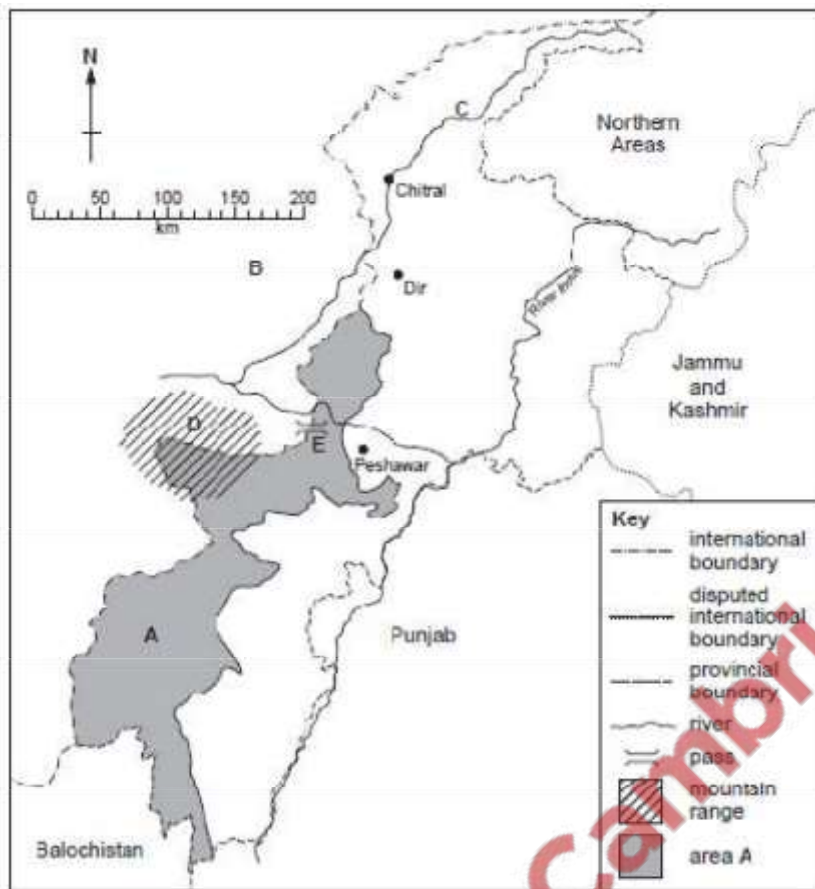 N
C
Northern
Areas
Chitral
0 50 100 150 200
km
B
Dir
River Indus
Jammu
and
Kashmir
D
E
Peshawar
A
Punjab
Balochistan
Key
international
boundary
disputed
international
boundary
provincial
boundary
river
pass
mountain
range
area A
Cambri